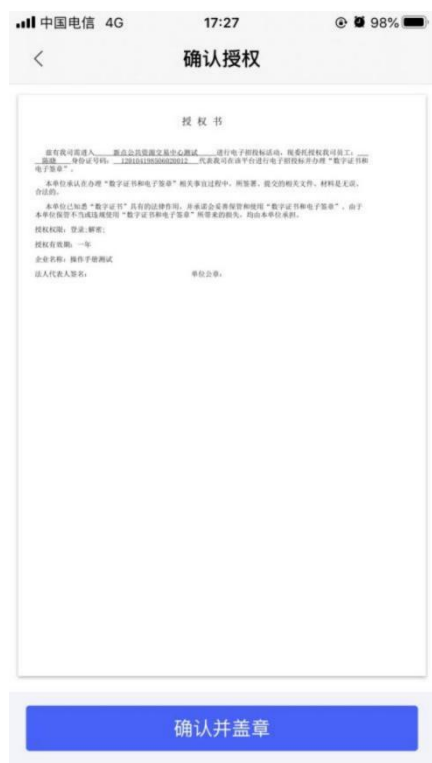 中国电信 4G 17:27 98%
确认授权
授 权 书
兹有我司需进入 新点公共资源交易中心测试 进行电子招投标活动，现委托授权我司员工：
陈晓 身份证号码： 代表我司在该平台进行电子招投标并办理“数字证书和
电子签章”。
本单位承认在办理“数字证书和电子签章”相关事宜过程中，所签署、提交的相关文件、材料是无误、
合法的。
本单位已知悉“数字证书”具有的法律作用，并承诺会妥善保管和使用“数字证书和电子签章”。由于
本单位保管不当或违规使用“数字证书和电子签章”所带来的损失，均由本单位承担。
授权权限：登录;解密;
授权有效期：一年
企业名称：操作手册测试
法人代表人签名： 单位公章：
确认并盖章